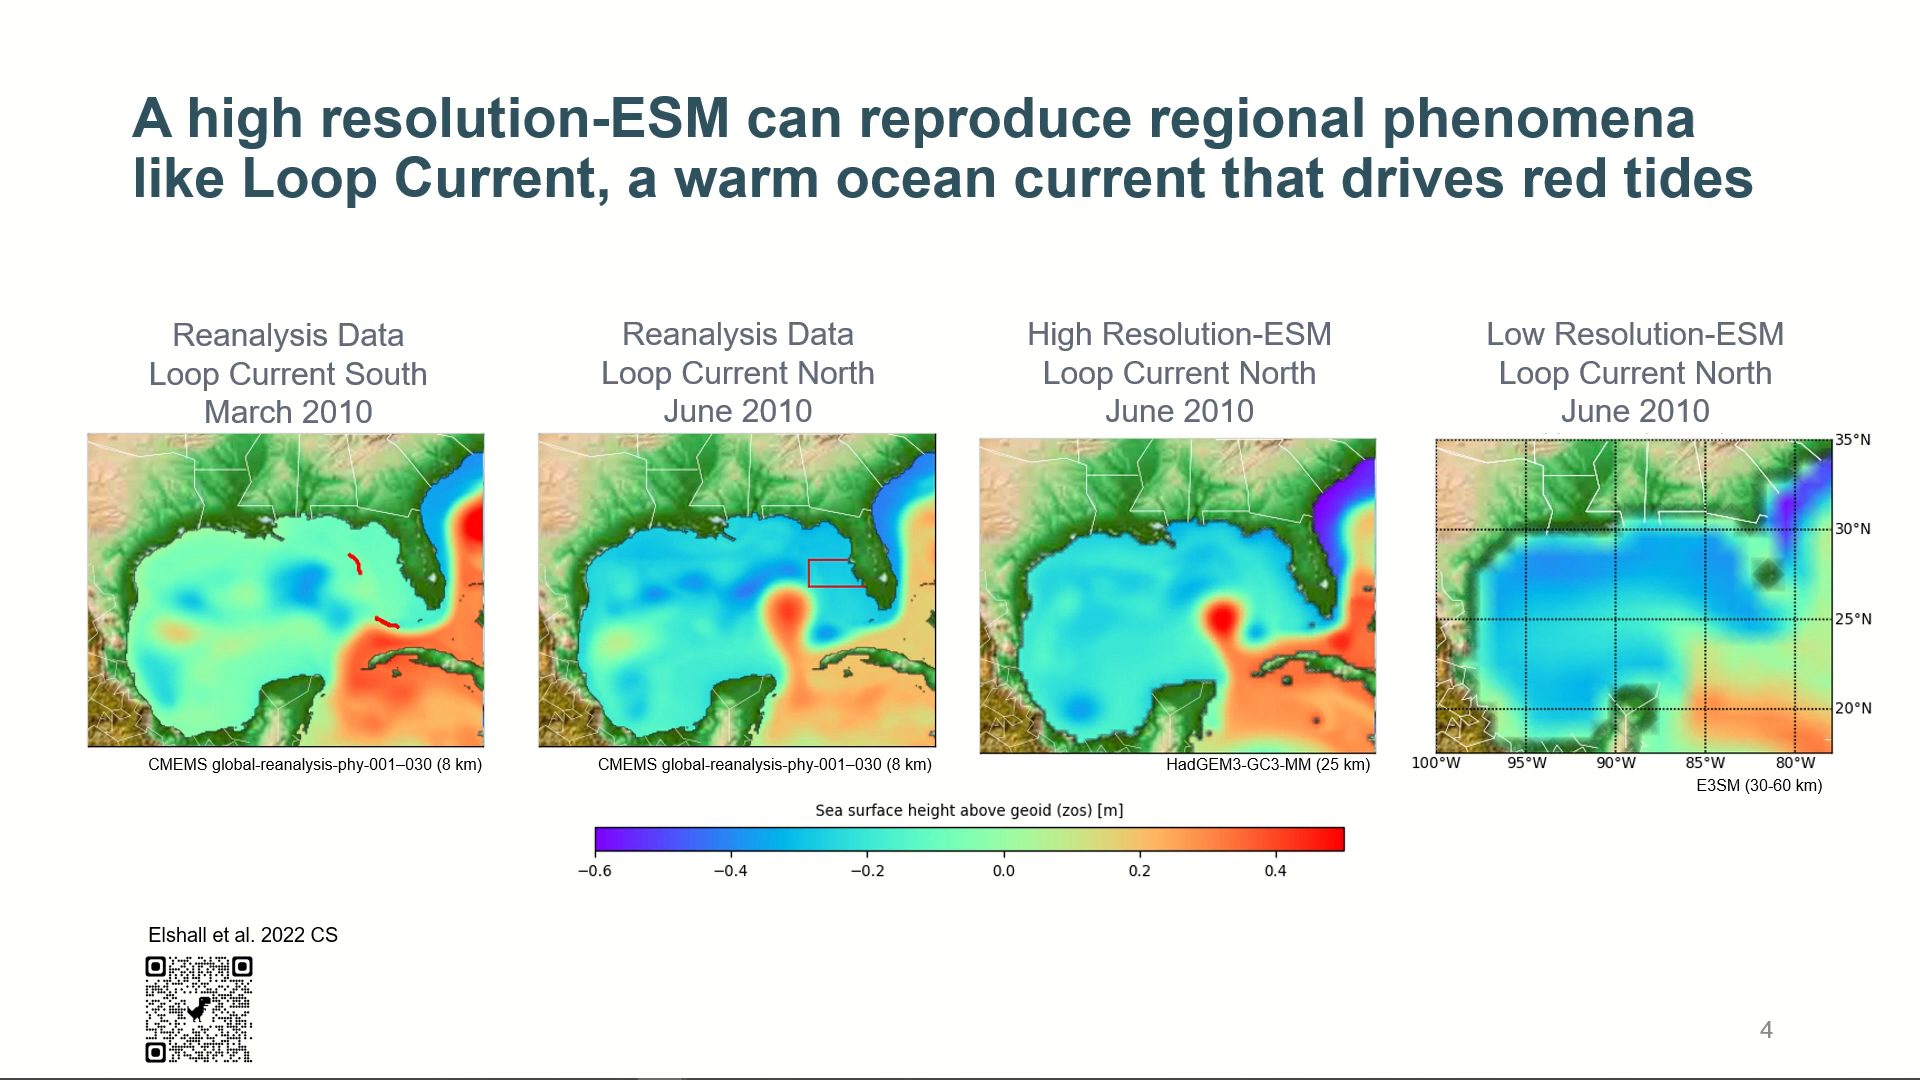 A high resolution-ESM can reproduce regional phenomena
like Loop Current, a warm ocean current that drives red tides
Reanalysis Data
Loop Current South
March 2010
Reanalysis Data
Loop Current North
June 2010
High Resolution-ESM
Loop Current North
June 2010
Low Resolution-ESM
Loop Current North
June 2010
35°N
30°N
25°N
20°N
100°W 95°W 90°W 85°W 80°W
CMEMS global-reanalysis-phy-001–030 (8 km)
CMEMS global-reanalysis-phy-001–030 (8 km)
HadGEM3-GC3-MM (25 km)
E3SM (30-60 km)
Sea surface height above geoid (zos) [m]
−0.6 −0.4 −0.2 0.0 0.2 0.4
Elshall et al. 2022 CS
4